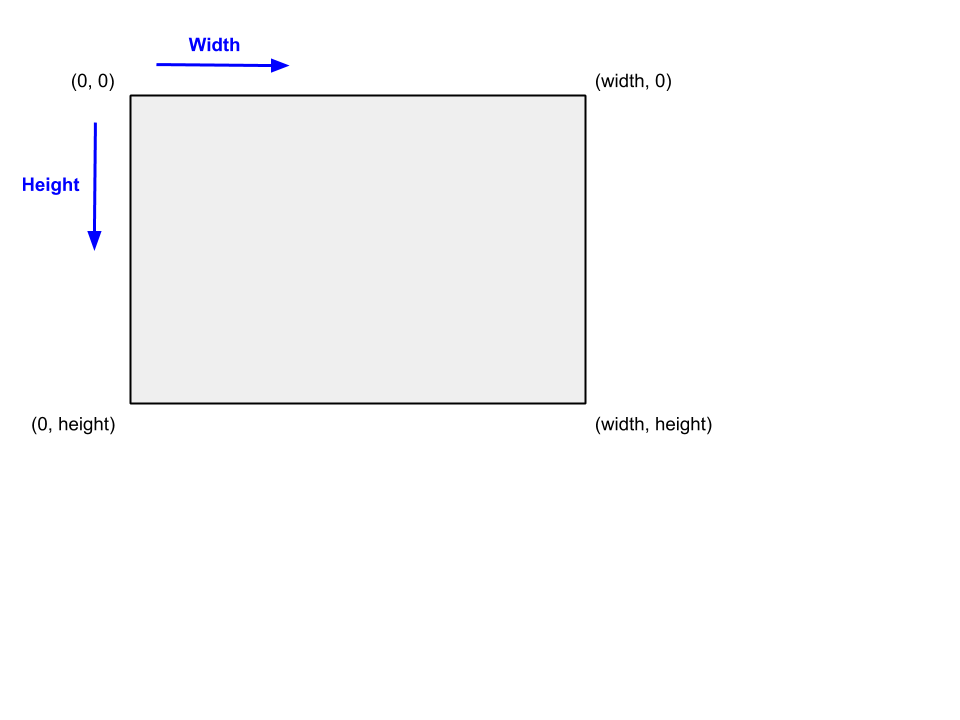 Width
(0, 0)
(width, 0)
Height
(0, height)
(width, height)